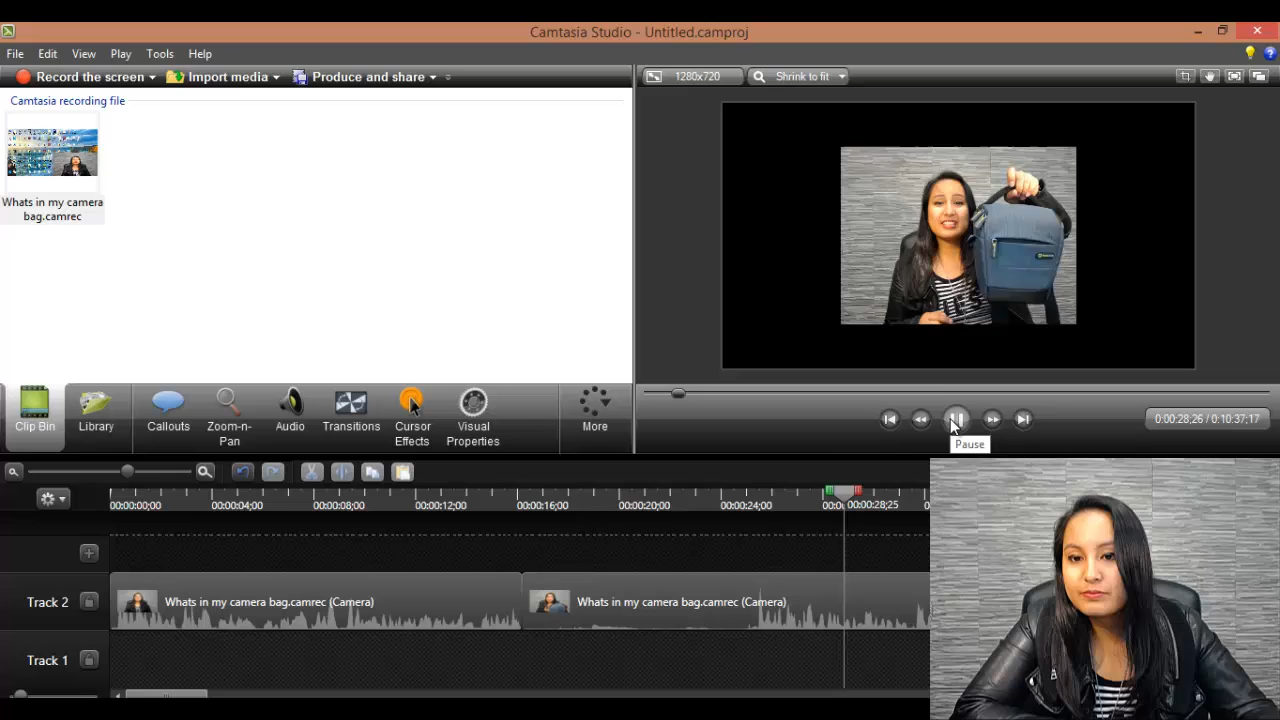 Camtasia Studio - Untitled.camproj
File Edit View Play Tools Help
Record the screen Import media Produce and share
1280x720 Shrink to fit
Camtasia recording file
Whats in my camera
bag.camrec
Clip Bin Library Callouts Zoom-n-
Pan Audio Transitions Cursor
Effects Visual
Properties More
0:00:28;26 / 0:10:37;17
Pause
00:00:00;00 00:00:04;00 00:00:08;00 00:00:12;00 00:00:16;00 00:00:20;00 00:00:24;00 00:00:28;25
Track 2 Whats in my camera bag.camrec (Camera) Whats in my camera bag.camrec (Camera)
Track 1